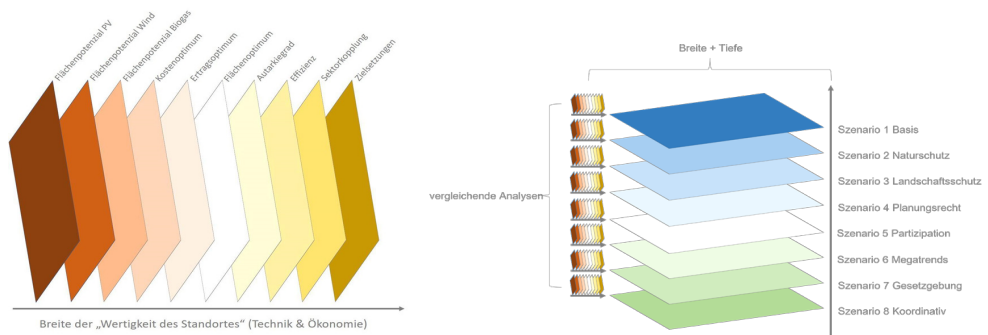 Flächenpotenzial PV
Flächenpotenzial Wind
Flächenpotenzial Biogas
Kostenoptimum
Ertragsoptimum
Flächenoptimum
Autarkiegrad
Effizienz
Sektorkopplung
Zielsetzungen
Breite der „Wertigkeit des Standortes“ (Technik & Ökonomie)
Breite + Tiefe
vergleichende Analysen
Szenario 1 Basis
Szenario 2 Naturschutz
Szenario 3 Landschaftsschutz
Szenario 4 Planungsrecht
Szenario 5 Partizipation
Szenario 6 Megatrends
Szenario 7 Gesetzgebung
Szenario 8 Koordinativ